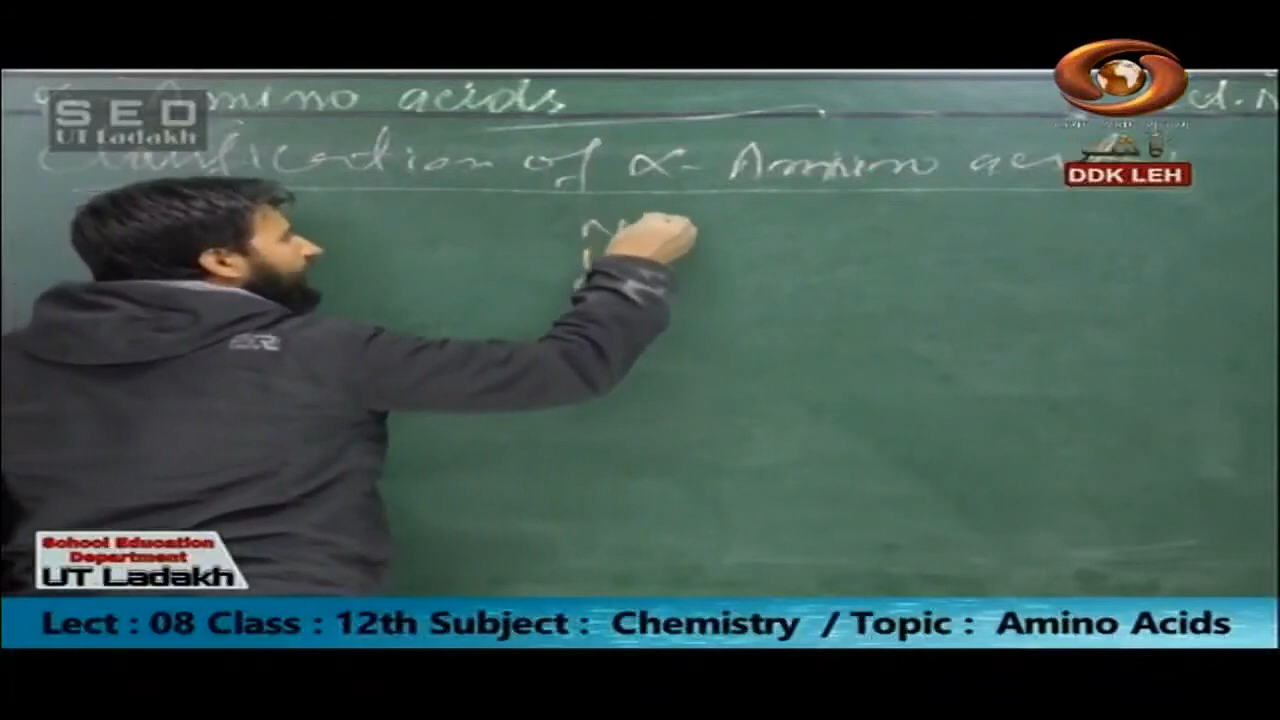 α- Amino acids
SED
UT Ladakh
Classification of α- Amino
DDK LEH
School Education
Department
UT Ladakh
Lect : 08 Class : 12th Subject : Chemistry / Topic : Amino Acids